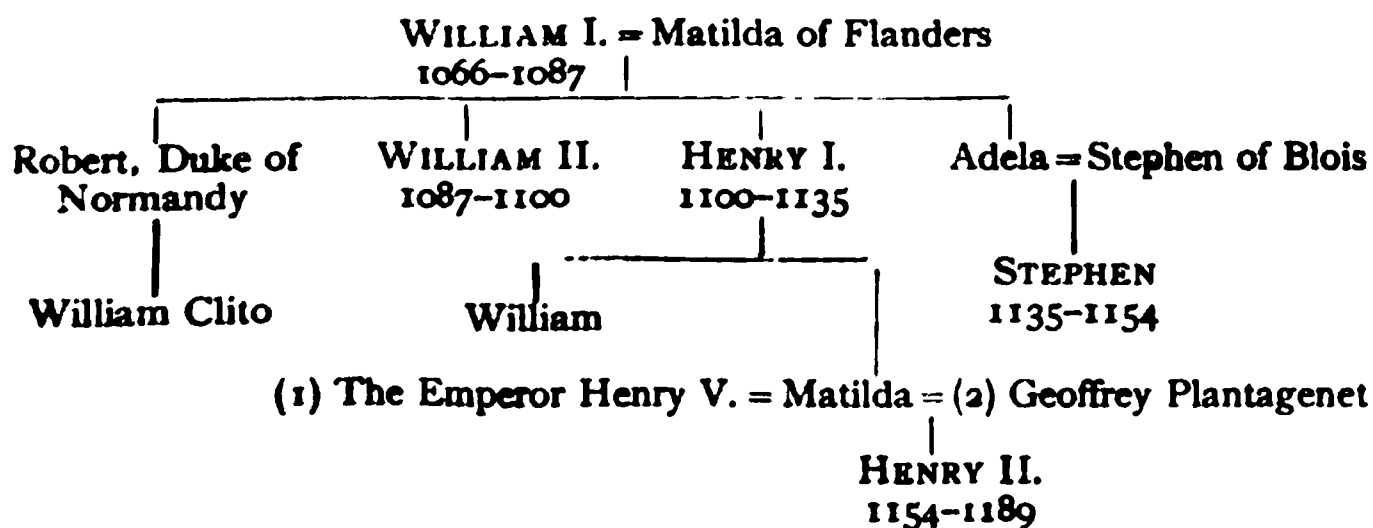 WILLIAM I. = Matilda of Flanders
1066–1087
Robert, Duke of Normandy
WILLIAM II.
1087–1100
HENRY I.
1100–1135
Adela = Stephen of Blois
William Clito
William
STEPHEN
1135–1154
(1) The Emperor Henry V. = Matilda = (2) Geoffrey Plantagenet
HENRY II.
1154–1189